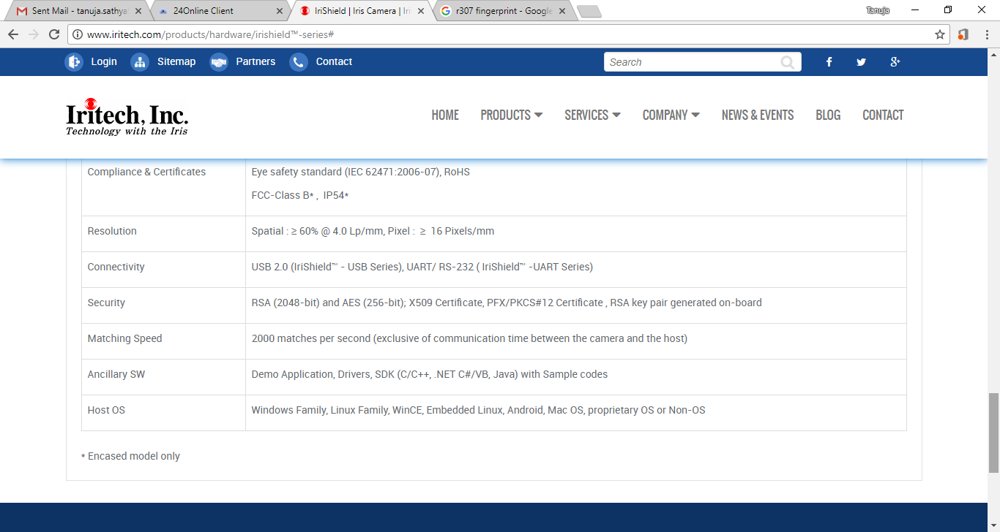 Sent Mail - tanuja.sathya
24Online Client
IriShield | Iris Camera | Iri
r307 fingerprint - Google
Tanuja
www.iritech.com/products/hardware/irishield™-series#
Login
Sitemap
Partners
Contact
Search
Iritech, Inc.
Technology with the Iris
HOME
PRODUCTS
SERVICES
COMPANY
NEWS & EVENTS
BLOG
CONTACT
Compliance & Certificates
Eye safety standard (IEC 62471:2006-07), RoHS
FCC-Class B* , IP54*
Resolution
Spatial : ≥ 60% @ 4.0 Lp/mm, Pixel : ≥ 16 Pixels/mm
Connectivity
USB 2.0 (IriShield™ - USB Series), UART/ RS-232 ( IriShield™ -UART Series)
Security
RSA (2048-bit) and AES (256-bit); X509 Certificate, PFX/PKCS#12 Certificate , RSA key pair generated on-board
Matching Speed
2000 matches per second (exclusive of communication time between the camera and the host)
Ancillary SW
Demo Application, Drivers, SDK (C/C++, .NET C#/VB, Java) with Sample codes
Host OS
Windows Family, Linux Family, WinCE, Embedded Linux, Android, Mac OS, proprietary OS or Non-OS
* Encased model only